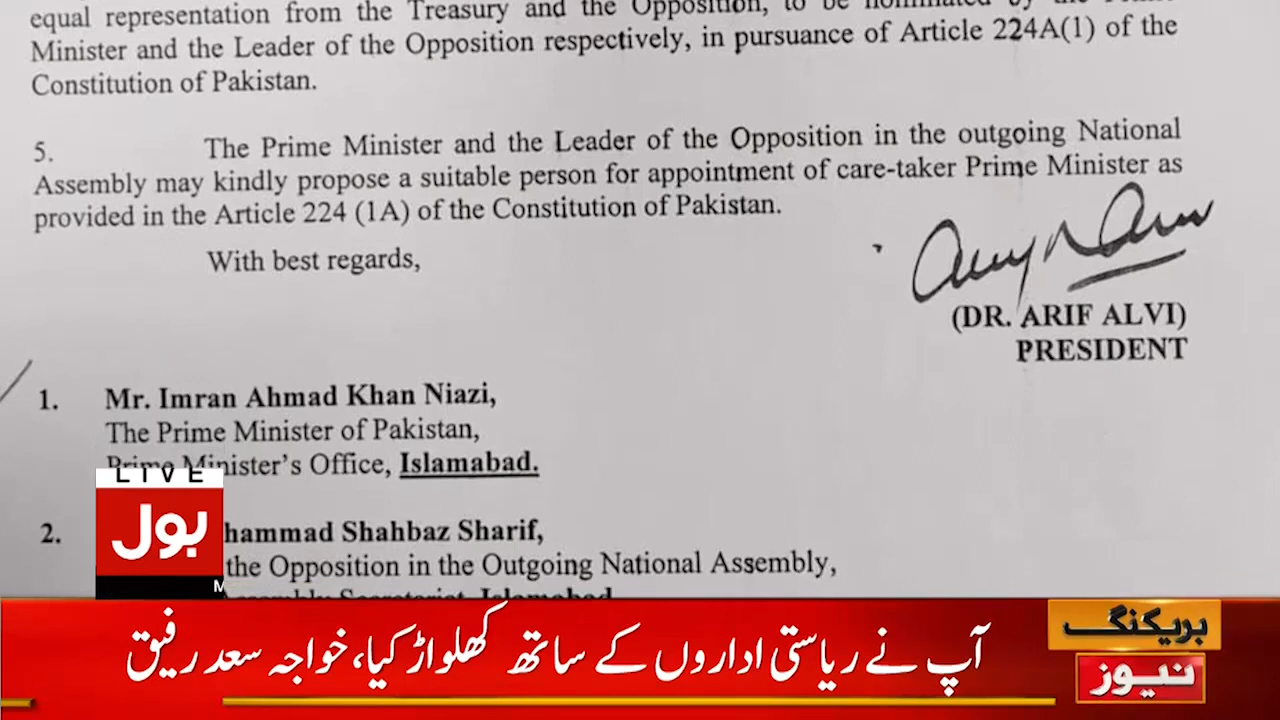 equal representation from the Treasury and the Opposition, to be nominated by the
Minister and the Leader of the Opposition respectively, in pursuance of Article 224A(1) of the
Constitution of Pakistan.
5. The Prime Minister and the Leader of the Opposition in the outgoing National
Assembly may kindly propose a suitable person for appointment of care-taker Prime Minister as
provided in the Article 224 (1A) of the Constitution of Pakistan.
With best regards,
(DR. ARIF ALVI)
PRESIDENT
1. Mr. Imran Ahmad Khan Niazi,
The Prime Minister of Pakistan,
Prime Minister's Office, Islamabad.
2. hammad Shahbaz Sharif,
the Opposition in the Outgoing National Assembly,
Assembly Secretariat, Islamabad
LIVE
بول
بریکنگ
نیوز
آپ نے ریاستی اداروں کے ساتھ کھلواڑ کیا، خواجہ سعد رفیق